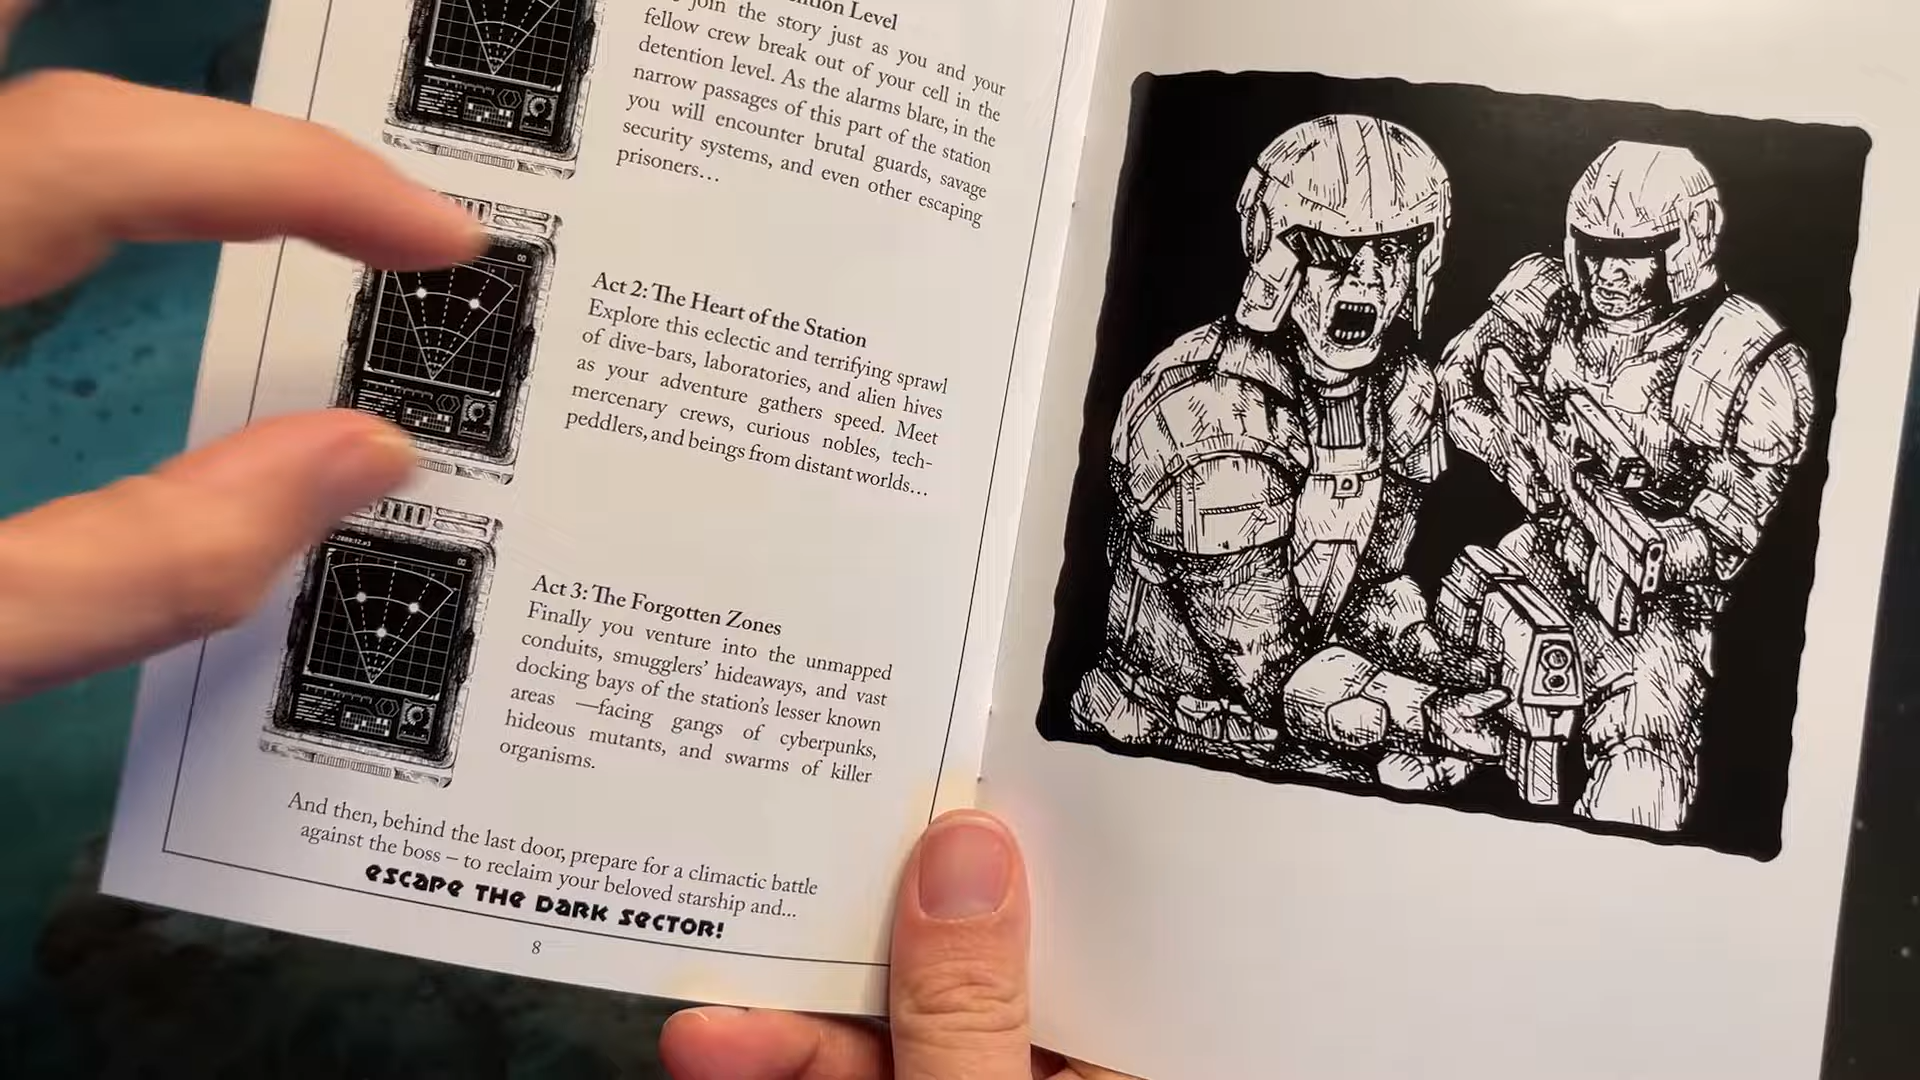 ntion Level
join the story just as you and your
fellow crew break out of your cell in the
detention level. As the alarms blare, in the
narrow passages of this part of the station
you will encounter brutal guards, savage
security systems, and even other escaping
prisoners…
Act 2: The Heart of the Station
Explore this eclectic and terrifying sprawl
of dive-bars, laboratories, and alien hives
as your adventure gathers speed. Meet
mercenary crews, curious nobles, tech-
peddlers, and beings from distant worlds…
Act 3: The Forgotten Zones
Finally you venture into the unmapped
conduits, smugglers' hideaways, and vast
docking bays of the station's lesser known
areas —facing gangs of cyberpunks,
hideous mutants, and swarms of killer
organisms.
And then, behind the last door, prepare for a climactic battle
against the boss – to reclaim your beloved starship and...
escape the dark sector!
8